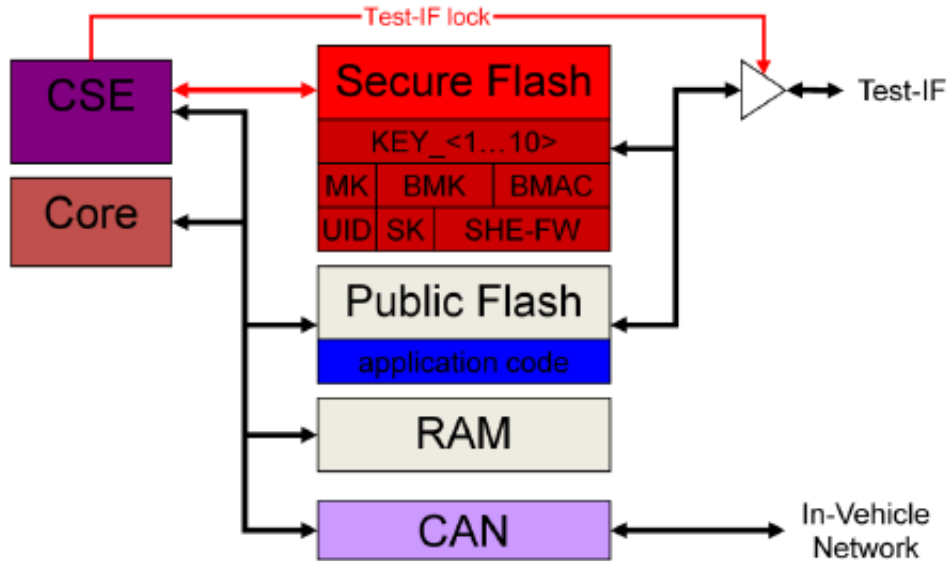 Test-IF lock
CSE
Secure Flash
Test-IF
KEY_<1...10>
MK
BMK
BMAC
Core
UID
SK
SHE-FW
Public Flash
application code
RAM
CAN
In-Vehicle
Network